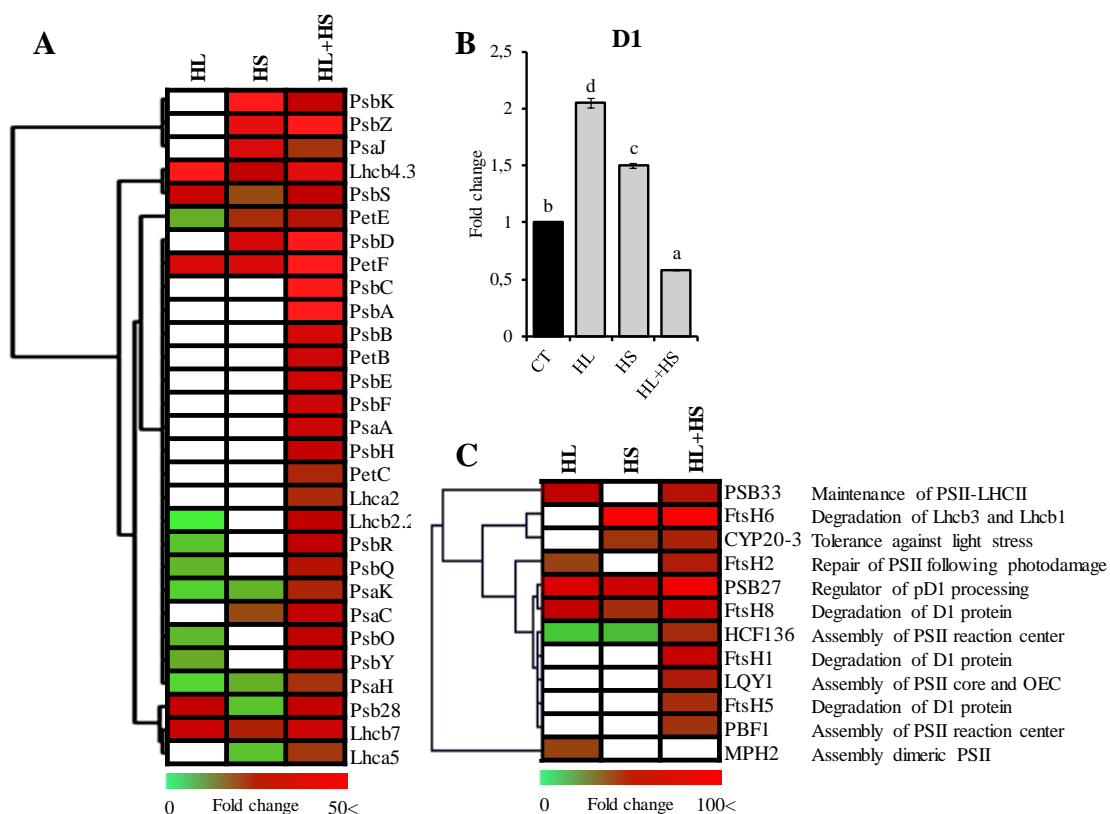 A
HL
HS
HL+HS
PsbK
PsbZ
PsaJ
Lhcb4.3
PsbS
PetE
PsbD
PetF
PsbC
PsbA
PsbB
PetB
PsbE
PsbF
PsaA
PsbH
PetC
Lhca2
Lhcb2.2
PsbR
PsbQ
PsaK
PsaC
PsbO
PsbY
PsaH
Psb28
Lhcb7
Lhca5
0 Fold change 50<
B
D1
Fold change
2,5
2
1,5
1
0,5
0
b
d
c
a
CT
HL
HS
HL+HS
C
HL
HS
HL+HS
PSB33 Maintenance of PSII-LHCII
FtsH6 Degradation of Lhcb3 and Lhcb1
CYP20-3 Tolerance against light stress
FtsH2 Repair of PSII following photodamage
PSB27 Regulator of pD1 processing
FtsH8 Degradation of D1 protein
HCF136 Assembly of PSII reaction center
FtsH1 Degradation of D1 protein
LQY1 Assembly of PSII core and OEC
FtsH5 Degradation of D1 protein
PBF1 Assembly of PSII reaction center
MPH2 Assembly dimeric PSII
0 Fold change 100<